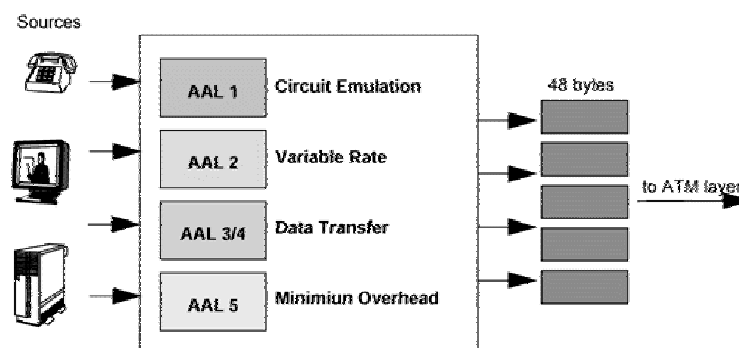 Sources
AAL 1 Circuit Emulation
48 bytes
AAL 2 Variable Rate
to ATM layer
AAL 3/4 Data Transfer
AAL 5 Minimiun Overhead